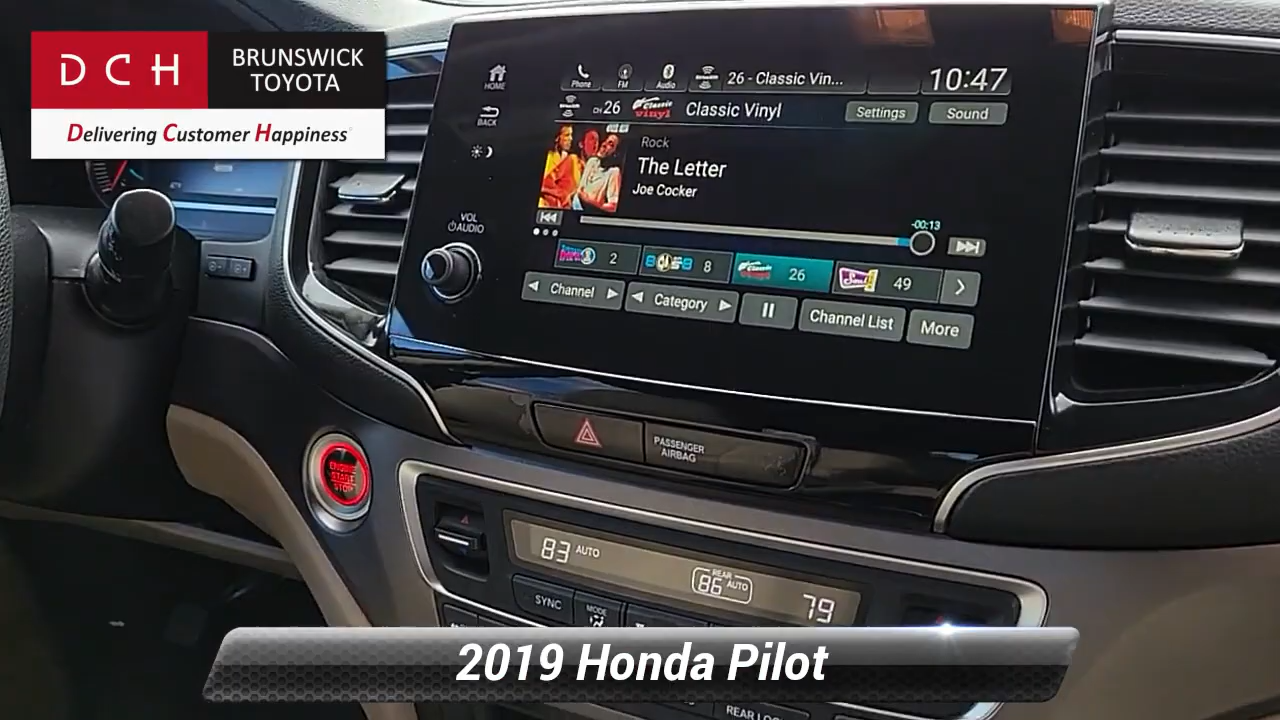 DCH
BRUNSWICK
TOYOTA
Delivering Customer Happiness
HOME
BACK
VOL
AUDIO
Phone
FM
Audio
26 - Classic Vin...
10:47
CH 26
Classic Vinyl
Classic Vinyl
Settings
Sound
Rock
The Letter
Joe Cocker
-00:13
2
8
26
49
Channel
Category
Channel List
More
PASSENGER
AIRBAG
ENGINE
START
STOP
83 AUTO
REAR
86 AUTO
79
SYNC
MODE
2019 Honda Pilot